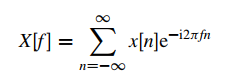 X[f] = ∑_{n=-∞}^{∞} x[n]e^{-i2πfn}